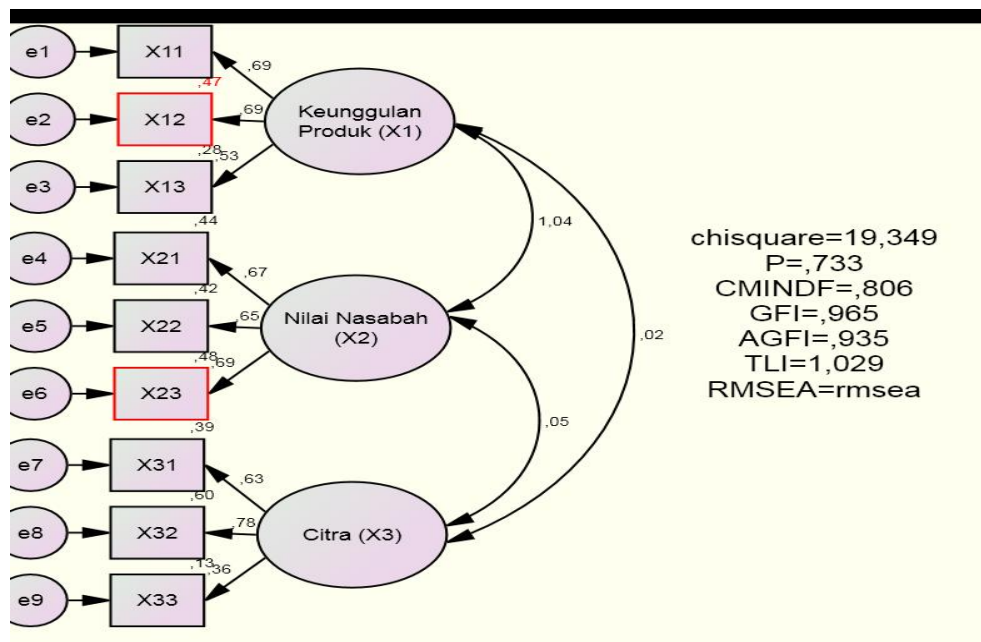 e1
X11
,69
,47
e2
X12
,69
Keunggulan
Produk (X1)
,28
,53
e3
X13
,44
1,04
e4
X21
,67
,42
e5
X22
,65
Nilai Nasabah
(X2)
,48
,69
e6
X23
,39
,02
,05
e7
X31
,63
,60
e8
X32
,78
Citra (X3)
,13
,36
e9
X33
chisquare=19,349
P=,733
CMINDF=,806
GFI=,965
AGFI=,935
TLI=1,029
RMSEA=rmsea